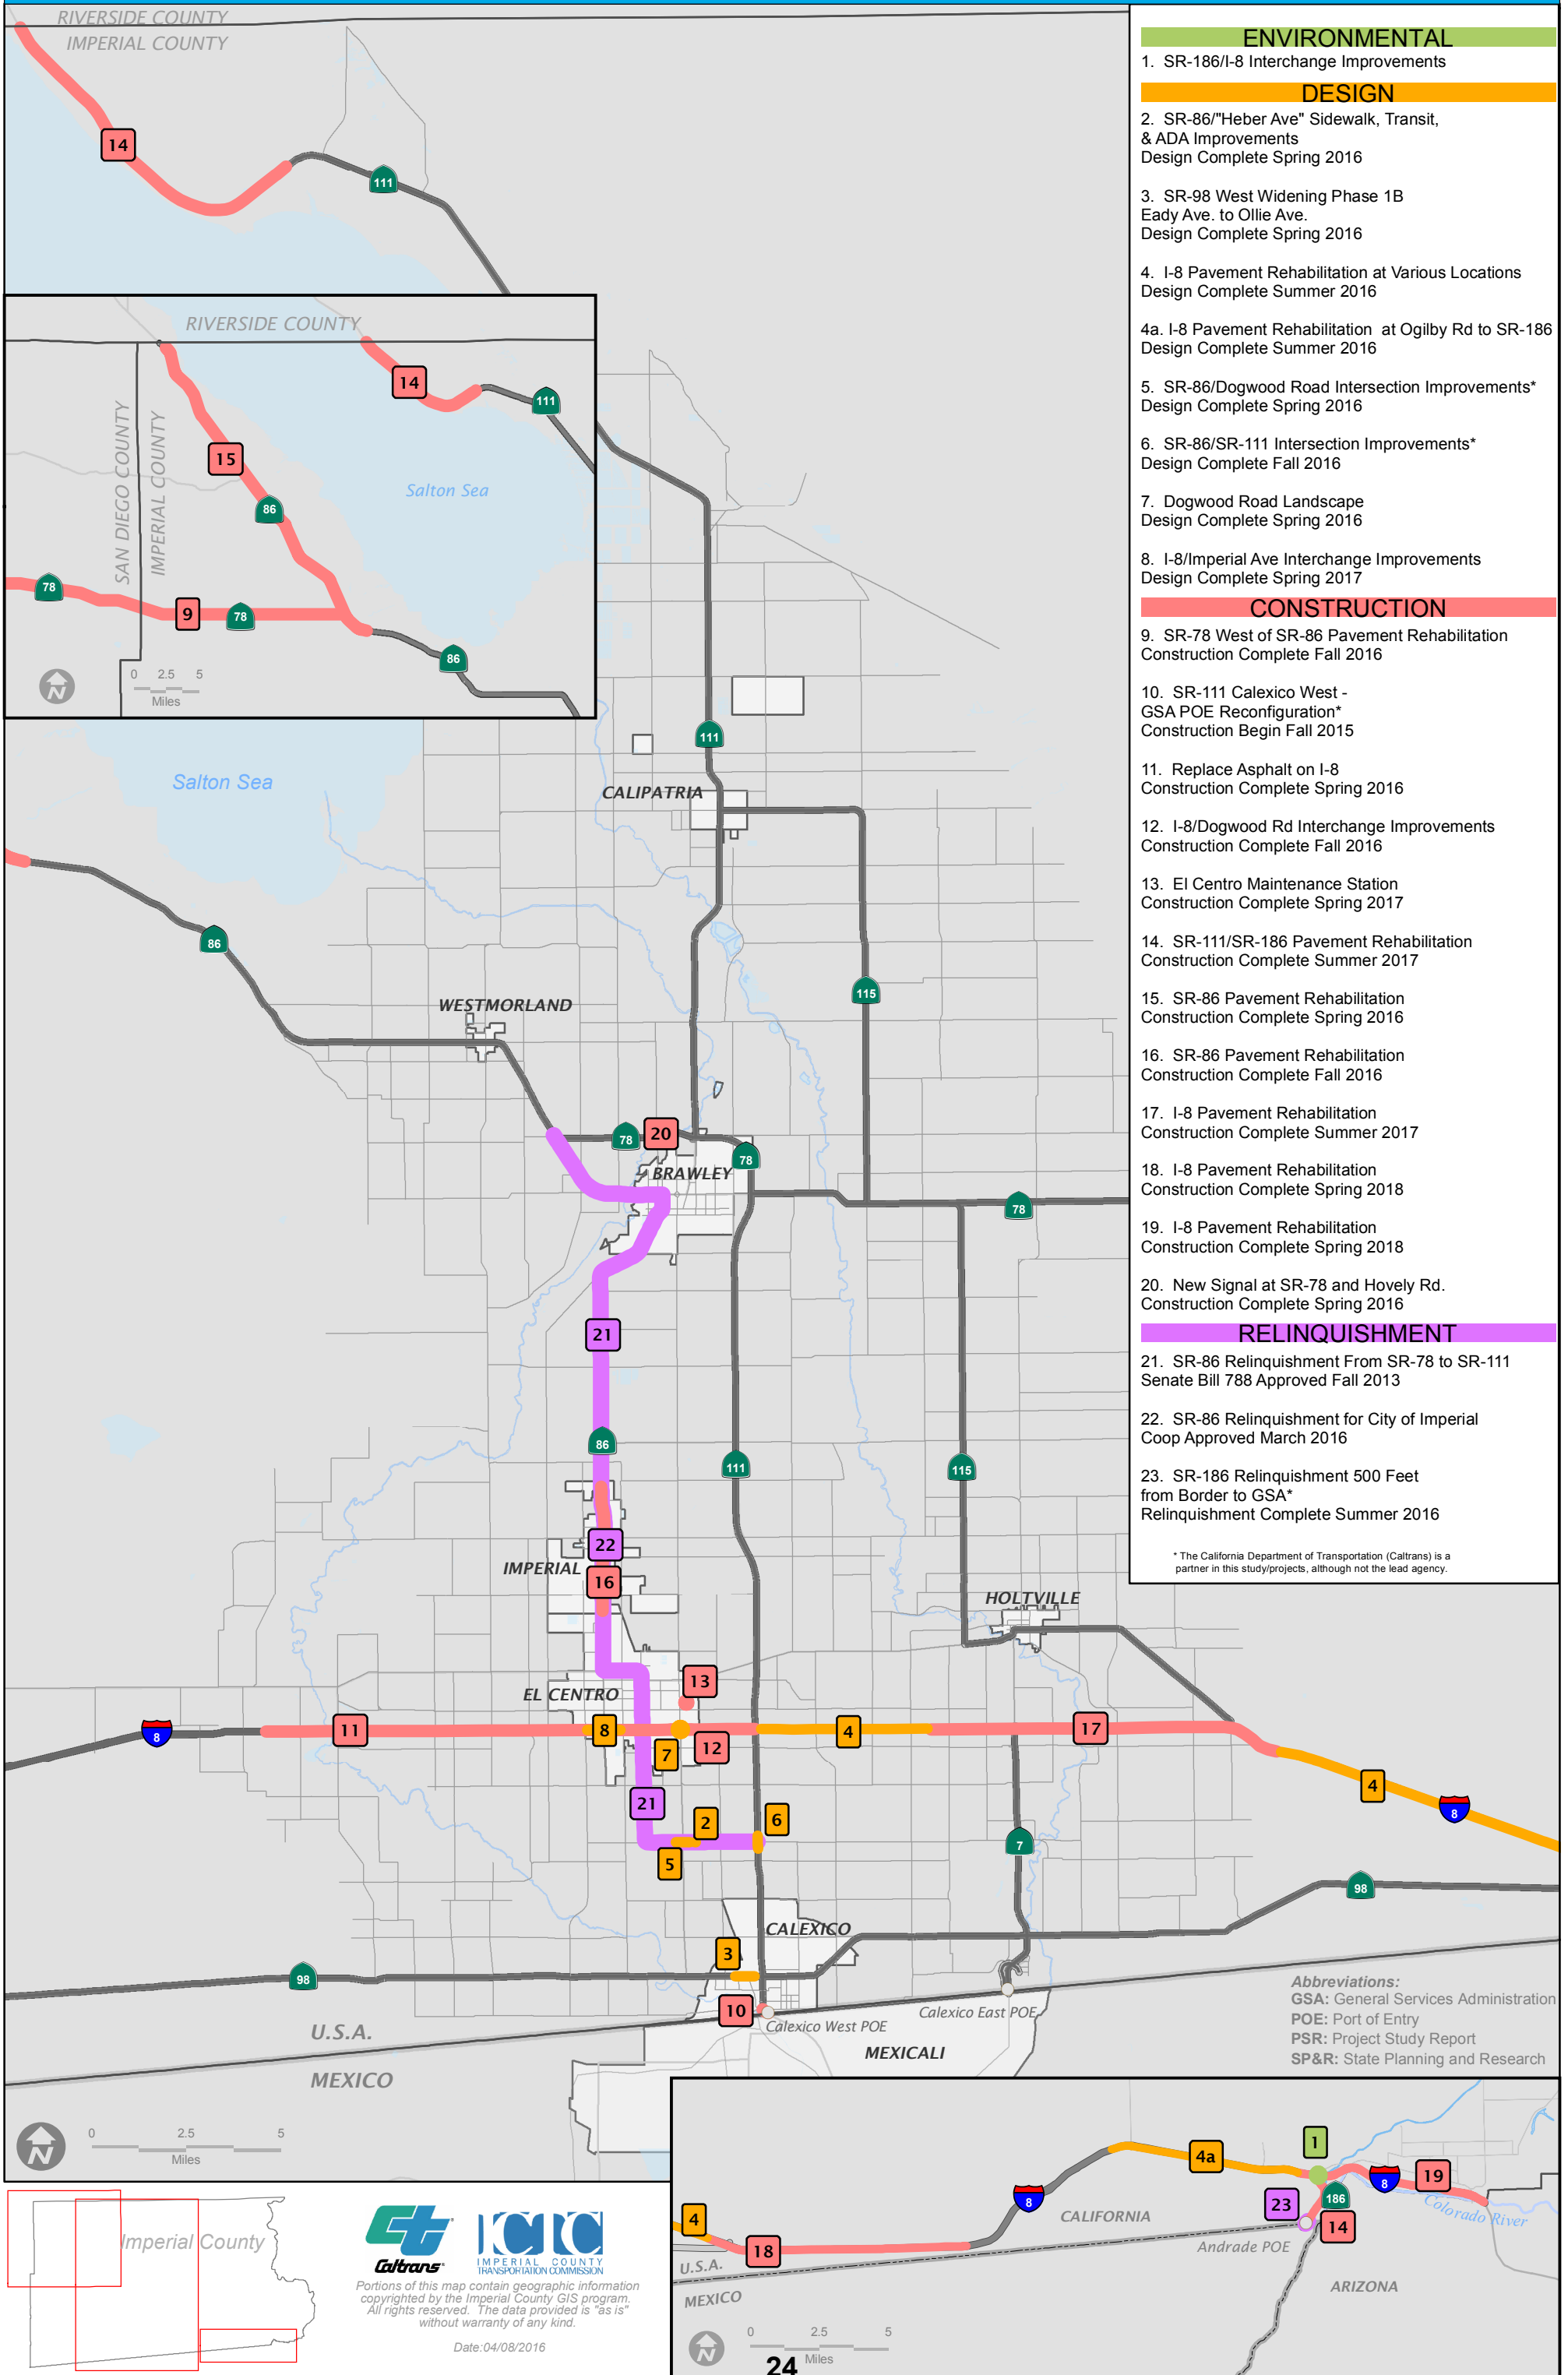 RIVERSIDE COUNTY
IMPERIAL COUNTY
14
111
RIVERSIDE COUNTY
14
111
SAN DIEGO COUNTY
IMPERIAL COUNTY
15
86
Salton Sea
78
9
78
86
0 2.5 5
Miles
N
Salton Sea
111
CALIPATRIA
86
115
WESTMORLAND
78
20
78
BRAWLEY
78
21
86
111
115
22
IMPERIAL
16
HOLTVILLE
13
EL CENTRO
8
11
8
4
17
7
12
4
8
21
2
6
5
7
98
CALEXICO
3
98
10
Calexico West POE
Calexico East POE
U.S.A.
MEXICO
MEXICALI
N
0 2.5 5
Miles
ENVIRONMENTAL
1. SR-186/I-8 Interchange Improvements
DESIGN
2. SR-86/"Heber Ave" Sidewalk, Transit,
& ADA Improvements
Design Complete Spring 2016
3. SR-98 West Widening Phase 1B
Eady Ave. to Ollie Ave.
Design Complete Spring 2016
4. I-8 Pavement Rehabilitation at Various Locations
Design Complete Summer 2016
4a. I-8 Pavement Rehabilitation at Ogilby Rd to SR-186
Design Complete Summer 2016
5. SR-86/Dogwood Road Intersection Improvements*
Design Complete Spring 2016
6. SR-86/SR-111 Intersection Improvements*
Design Complete Fall 2016
7. Dogwood Road Landscape
Design Complete Spring 2016
8. I-8/Imperial Ave Interchange Improvements
Design Complete Spring 2017
CONSTRUCTION
9. SR-78 West of SR-86 Pavement Rehabilitation
Construction Complete Fall 2016
10. SR-111 Calexico West -
GSA POE Reconfiguration*
Construction Begin Fall 2015
11. Replace Asphalt on I-8
Construction Complete Spring 2016
12. I-8/Dogwood Rd Interchange Improvements
Construction Complete Fall 2016
13. El Centro Maintenance Station
Construction Complete Spring 2017
14. SR-111/SR-186 Pavement Rehabilitation
Construction Complete Summer 2017
15. SR-86 Pavement Rehabilitation
Construction Complete Spring 2016
16. SR-86 Pavement Rehabilitation
Construction Complete Fall 2016
17. I-8 Pavement Rehabilitation
Construction Complete Summer 2017
18. I-8 Pavement Rehabilitation
Construction Complete Spring 2018
19. I-8 Pavement Rehabilitation
Construction Complete Spring 2018
20. New Signal at SR-78 and Hovely Rd.
Construction Complete Spring 2016
RELINQUISHMENT
21. SR-86 Relinquishment From SR-78 to SR-111
Senate Bill 788 Approved Fall 2013
22. SR-86 Relinquishment for City of Imperial
Coop Approved March 2016
23. SR-186 Relinquishment 500 Feet
from Border to GSA*
Relinquishment Complete Summer 2016
* The California Department of Transportation (Caltrans) is a
partner in this study/projects, although not the lead agency.
Abbreviations:
GSA: General Services Administration
POE: Port of Entry
PSR: Project Study Report
SP&R: State Planning and Research
1
4a
8
19
186
23
14
8
CALIFORNIA
Colorado River
4
18
Andrade POE
U.S.A.
MEXICO
ARIZONA
N
0 2.5 5
Miles
24
Imperial County
Caltrans
ICTC
IMPERIAL COUNTY
TRANSPORTATION COMMISSION
Portions of this map contain geographic information
copyrighted by the Imperial County GIS program.
All rights reserved. The data provided is "as is"
without warranty of any kind.
Date:04/08/2016